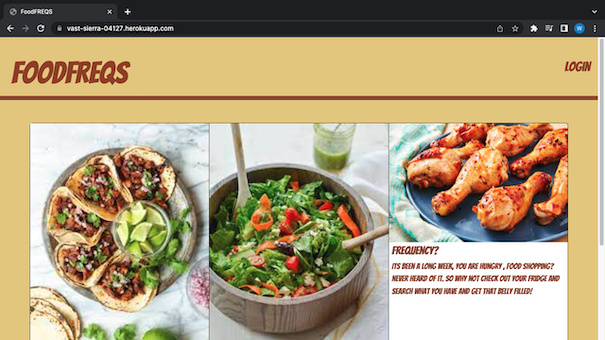 FoodFREQS
vast-sierra-04127.herokuapp.com
W
FOODFREQS
LOGIN
FREQUENCY?
ITS BEEN A LONG WEEK, YOU ARE HUNGRY , FOOD SHOPPING?
NEVER HEARD OF IT. SO WHY NOT CHECK OUT YOUR FRIDGE AND
SEARCH WHAT YOU HAVE AND GET THAT BELLY FILLED!